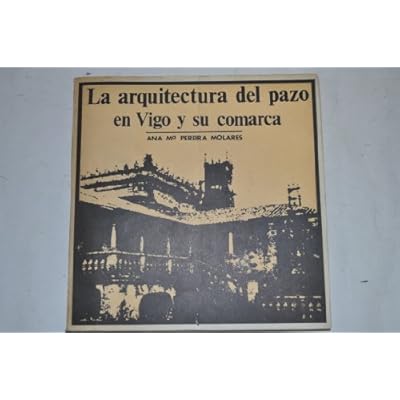 La arquitectura del pazo
en Vigo y su comarca
ANA Mª PEREIRA MOLARES